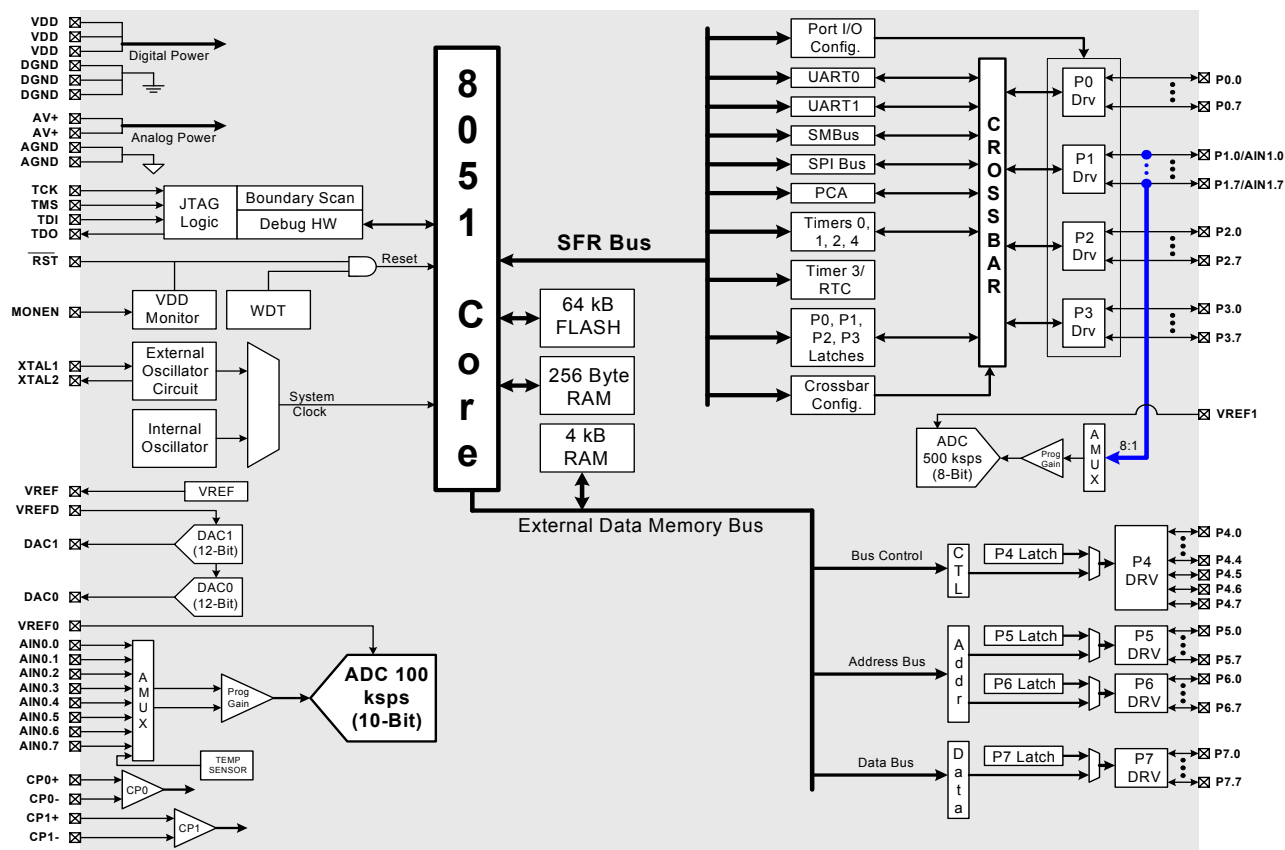 VDD
VDD
VDD
Digital Power
DGND
DGND
DGND
AV+
AV+
Analog Power
AGND
AGND
TCK
TMS
TDI
TDO
JTAG
Logic
Boundary Scan
Debug HW
RST
Reset
MONEN
VDD
Monitor
WDT
XTAL1
XTAL2
External
Oscillator
Circuit
Internal
Oscillator
System
Clock
VREF
VREF
VREFD
DAC1
DAC1
(12-Bit)
DAC0
DAC0
(12-Bit)
VREF0
AIN0.0
AIN0.1
AIN0.2
AIN0.3
AIN0.4
AIN0.5
AIN0.6
AIN0.7
AMUX
Prog
Gain
ADC 100
ksps
(10-Bit)
TEMP
SENSOR
CP0+
CP0-
CP0
CP1+
CP1-
CP1
8051 Core
SFR Bus
64 kB
FLASH
256 Byte
RAM
4 kB
RAM
External Data Memory Bus
Port I/O
Config.
UART0
UART1
SMBus
SPI Bus
PCA
Timers 0,
1, 2, 4
Timer 3/
RTC
P0, P1,
P2, P3
Latches
Crossbar
Config.
CROSSBAR
P0
Drv
P1
Drv
P2
Drv
P3
Drv
P0.0
P0.7
P1.0/AIN1.0
P1.7/AIN1.7
P2.0
P2.7
P3.0
P3.7
VREF1
ADC
500 ksps
(8-Bit)
Prog
Gain
AMUX
8:1
Bus Control
CTL
P4 Latch
P4
DRV
P4.0
P4.4
P4.5
P4.6
P4.7
Address Bus
Addr
P5 Latch
P5
DRV
P5.0
P5.7
P6 Latch
P6
DRV
P6.0
P6.7
Data Bus
Data
P7 Latch
P7
DRV
P7.0
P7.7